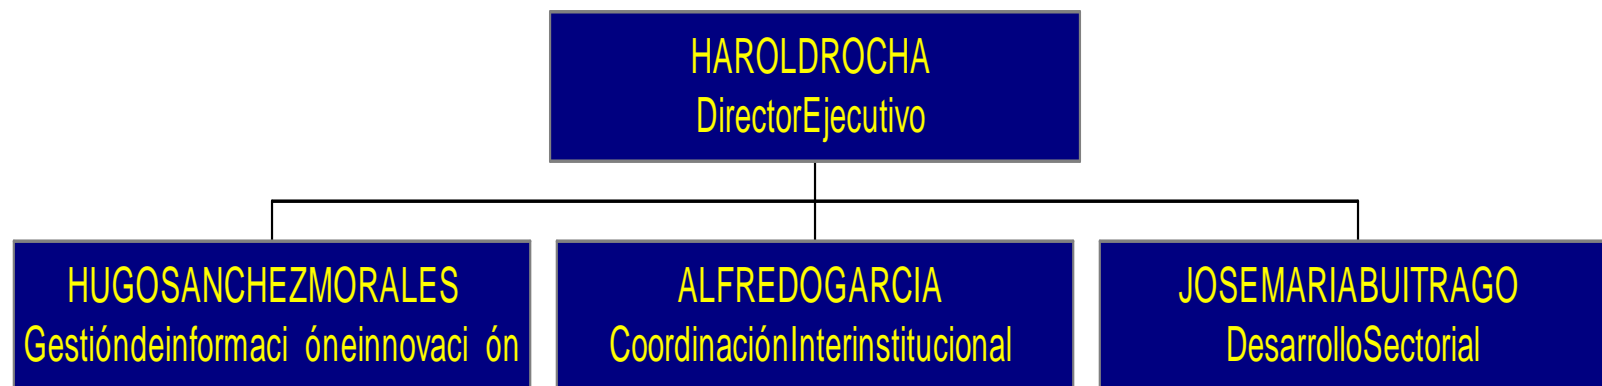 HAROLDROCHA
DirectorEjecutivo
HUGOSANCHEZMORALES
Gestióndeinformaci óneinnovaci ón
ALFREDOGARCIA
CoordinaciónInterinstitucional
JOSEMARIABUITRAGO
DesarrolloSectorial